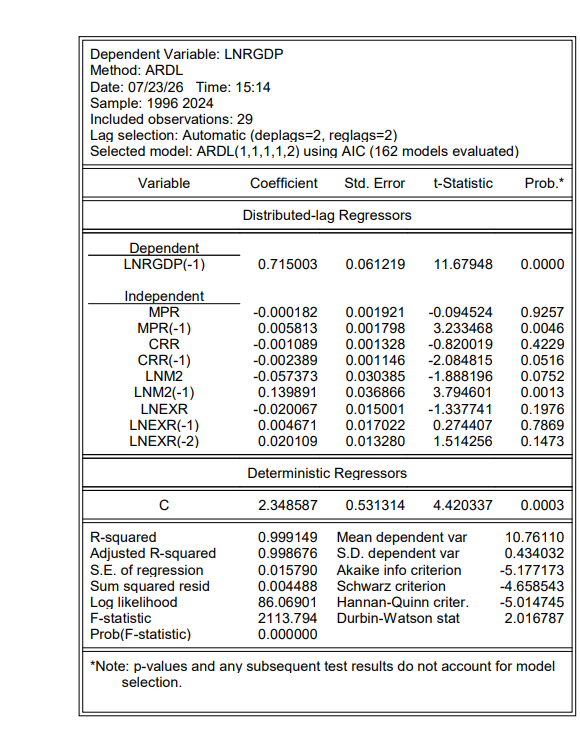 Dependent Variable: LNRGDP
Method: ARDL
Date: 07/23/26 Time: 15:14
Sample: 1996 2024
Included observations: 29
Lag selection: Automatic (deplags=2, reglags=2)
Selected model: ARDL(1,1,1,1,2) using AIC (162 models evaluated)
Variable Coefficient Std. Error t-Statistic Prob.*
Distributed-lag Regressors
Dependent
LNRGDP(-1) 0.715003 0.061219 11.67948 0.0000
Independent
MPR -0.000182 0.001921 -0.094524 0.9257
MPR(-1) 0.005813 0.001798 3.233468 0.0046
CRR -0.001089 0.001328 -0.820019 0.4229
CRR(-1) -0.002389 0.001146 -2.084815 0.0516
LNM2 -0.057373 0.030385 -1.888196 0.0752
LNM2(-1) 0.139891 0.036866 3.794601 0.0013
LNEXR -0.020067 0.015001 -1.337741 0.1976
LNEXR(-1) 0.004671 0.017022 0.274407 0.7869
LNEXR(-2) 0.020109 0.013280 1.514256 0.1473
Deterministic Regressors
C 2.348587 0.531314 4.420337 0.0003
R-squared 0.999149 Mean dependent var 10.76110
Adjusted R-squared 0.998676 S.D. dependent var 0.434032
S.E. of regression 0.015790 Akaike info criterion -5.177173
Sum squared resid 0.004488 Schwarz criterion -4.658543
Log likelihood 86.06901 Hannan-Quinn criter. -5.014745
F-statistic 2113.794 Durbin-Watson stat 2.016787
Prob(F-statistic) 0.000000
*Note: p-values and any subsequent test results do not account for model
selection.